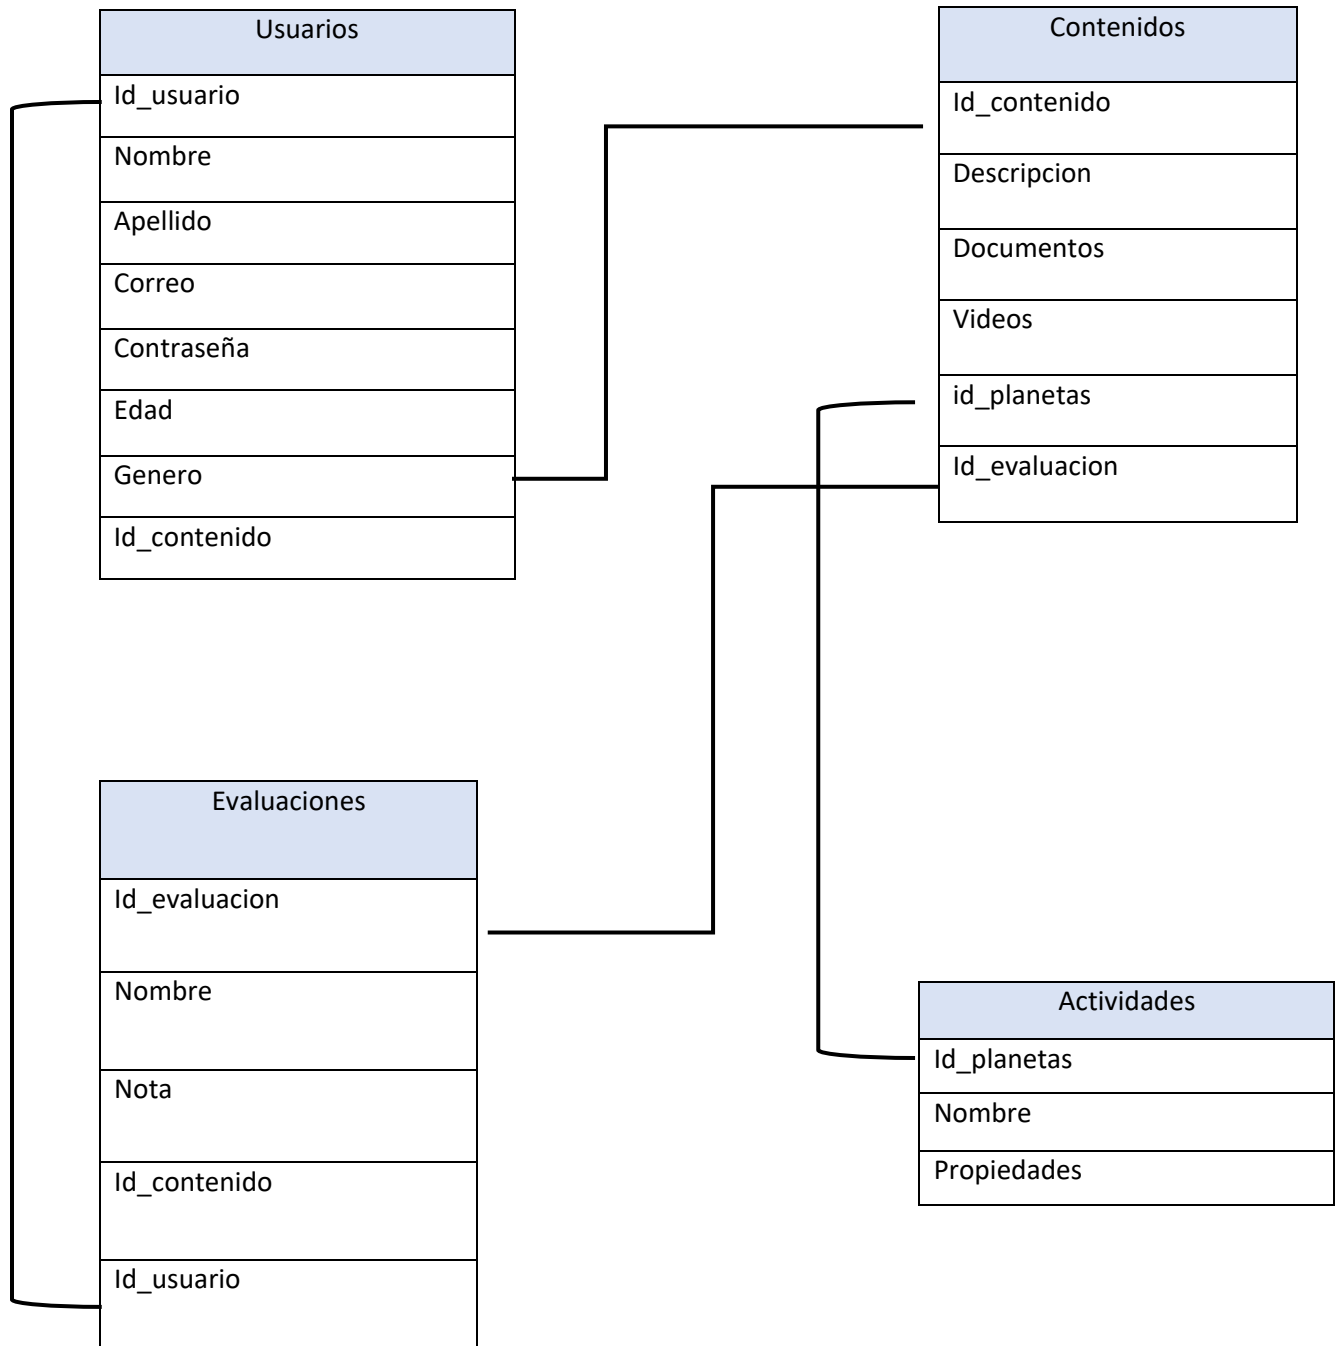 Usuarios
Id_usuario
Nombre
Apellido
Correo
Contraseña
Edad
Genero
Id_contenido
Contenidos
Id_contenido
Descripcion
Documentos
Videos
id_planetas
Id_evaluacion
Evaluaciones
Id_evaluacion
Nombre
Nota
Id_contenido
Id_usuario
Actividades
Id_planetas
Nombre
Propiedades